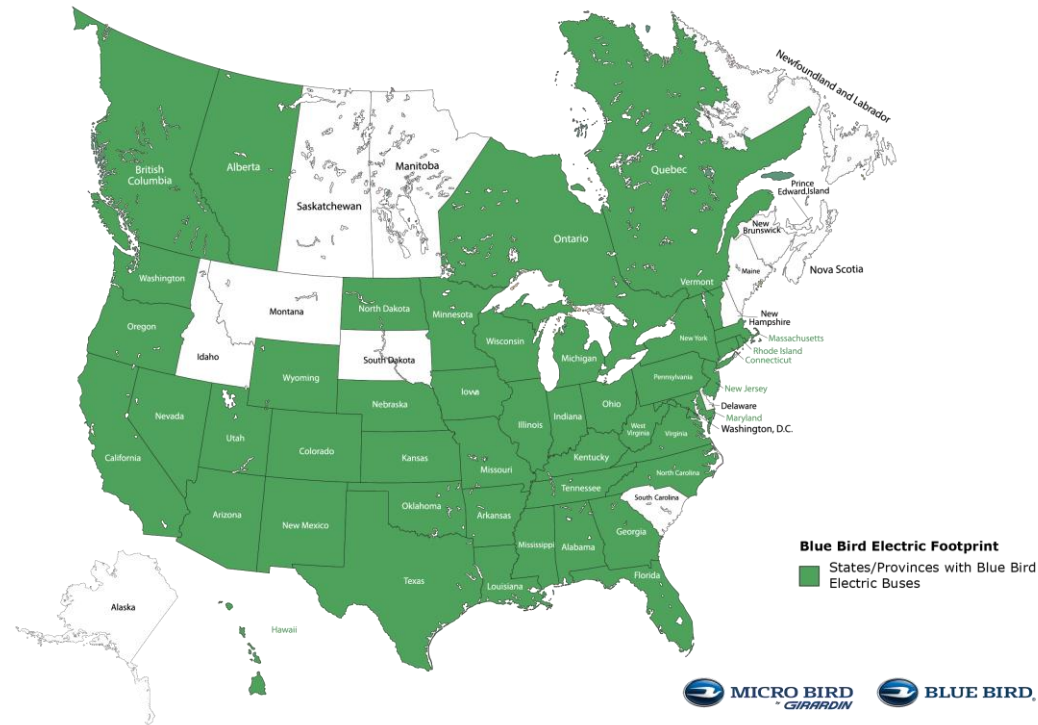 Newfoundland and Labrador
British
Columbia
Alberta
Saskatchewan
Manitoba
Ontario
Quebec
Prince
Edward Island
New
Brunswick
Maine
Nova Scotia
Washington
Montana
North Dakota
Minnesota
Vermont
New
Hampshire
Oregon
Idaho
South Dakota
Wisconsin
Michigan
New York
Massachusetts
Rhode Island
Connecticut
Wyoming
Nebraska
Iowa
Pennsylvania
New Jersey
Nevada
Utah
Colorado
Illinois
Indiana
Ohio
Delaware
Maryland
Washington, D.C.
California
Kansas
Missouri
Kentucky
West
Virginia
Virginia
Arizona
New Mexico
Oklahoma
Arkansas
Tennessee
North Carolina
South Carolina
Texas
Louisiana
Mississippi
Alabama
Georgia
Florida
Alaska
Hawaii
Blue Bird Electric Footprint
States/Provinces with Blue Bird
Electric Buses
MICRO BIRD
by GIRARDIN
BLUE BIRD.